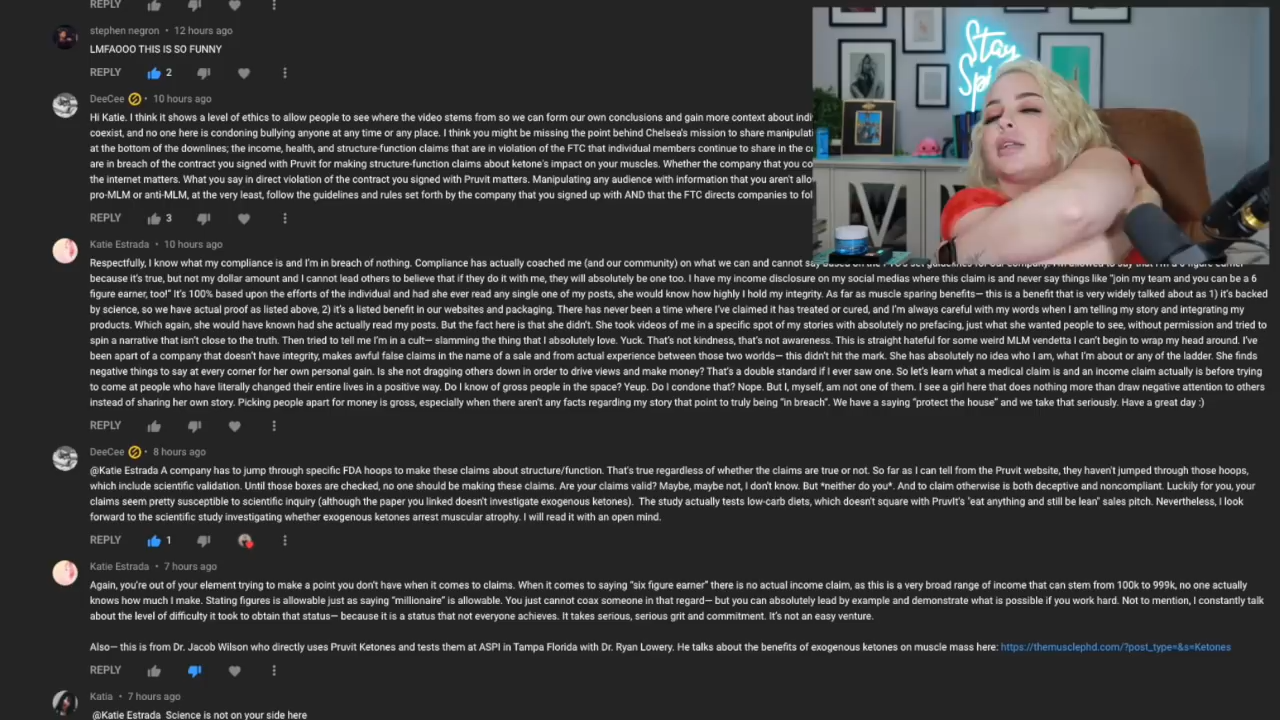 REPLY
stephen negron • 12 hours ago
LMFAOOO THIS IS SO FUNNY
REPLY 2
Stay
Sp
DeeCee • 10 hours ago
Hi Katie. I think it shows a level of ethics to allow people to see where the video stems from so we can form our own conclusions and gain more context about
coexist, and no one here is condoning bullying anyone at any time or any place. I think you might be missing the point behind Chelsea's mission to share
at the bottom of the downlines; the income, health, and structure-function claims that are in violation of the FTC that individual members continue to share in the
are in breach of the contract you signed with Pruvit for making structure-function claims about ketone's impact on your muscles. Whether the company that you
the internet matters. What you say in direct violation of the contract you signed with Pruvit matters. Manipulating any audience with information that you aren't
pro-MLM or anti-MLM, at the very least, follow the guidelines and rules set forth by the company that you signed up with AND that the FTC directs companies to
REPLY 3
Katie Estrada • 10 hours ago
Respectfully, I know what my compliance is and I'm in breach of nothing. Compliance has actually coached me (and our community) on what we can and cannot
because it's true, but not my dollar amount and I cannot lead others to believe that if they do it with me, they will absolutely be one too. I have my income disclosure on my social medias where this claim is and never say things like "join my team and you can be a 6
figure earner, too!" It's 100% based upon the efforts of the individual and had she ever read any single one of my posts, she would know how highly I hold my integrity. As far as muscle sparing benefits— this is a benefit that is very widely talked about as 1) it's backed
by science, so we have actual proof as listed above, 2) it's a listed benefit in our websites and packaging. There has never been a time where I've claimed it has treated or cured, and I'm always careful with my words when I am telling my story and integrating my
products. Which again, she would have known had she actually read my posts. But the fact here is that she didn't. She took videos of me in a specific spot of my stories with absolutely no prefacing, just what she wanted people to see, without permission and tried to
spin a narrative that isn't close to the truth. Then tried to tell me I'm in a cult— slamming the thing that I absolutely love. Yuck. That's not kindness, that's not awareness. This is straight hateful for some weird MLM vendetta I can't begin to wrap my head around. I've
been apart of a company that doesn't have integrity, makes awful false claims in the name of a sale and from actual experience between those two worlds— this didn't hit the mark. She has absolutely no idea who I am, what I'm about or any of the ladder. She finds
negative things to say at every corner for her own personal gain. Is she not dragging others down in order to drive views and make money? That's a double standard if I ever saw one. So let's learn what a medical claim is and an income claim actually is before trying
to come at people who have literally changed their entire lives in a positive way. Do I know of gross people in the space? Yeup. Do I condone that? Nope. But I, myself, am not one of them. I see a girl here that does nothing more than draw negative attention to others
instead of sharing her own story. Picking people apart for money is gross, especially when there aren't any facts regarding my story that point to truly being "in breach". We have a saying "protect the house" and we take that seriously. Have a great day :)
REPLY
DeeCee • 8 hours ago
@Katie Estrada A company has to jump through specific FDA hoops to make these claims about structure/function. That's true regardless of whether the claims are true or not. So far as I can tell from the Pruvit website, they haven't jumped through those hoops,
which include scientific validation. Until those boxes are checked, no one should be making these claims. Are your claims valid? Maybe, maybe not, I don't know. But *neither do you*. And to claim otherwise is both deceptive and noncompliant. Luckily for you, your
claims seem pretty susceptible to scientific inquiry (although the paper you linked doesn't investigate exogenous ketones). The study actually tests low-carb diets, which doesn't square with PruvIt's "eat anything and still be lean" sales pitch. Nevertheless, I look
forward to the scientific study investigating whether exogenous ketones arrest muscular atrophy. I will read it with an open mind.
REPLY 1
Katie Estrada • 7 hours ago
Again, you're out of your element trying to make a point you don't have when it comes to claims. When it comes to saying "six figure earner" there is no actual income claim, as this is a very broad range of income that can stem from 100k to 999k, no one actually
knows how much I make. Stating figures is allowable just as saying "millionaire" is allowable. You just cannot coax someone in that regard— but you can absolutely lead by example and demonstrate what is possible if you work hard. Not to mention, I constantly talk
about the level of difficulty it took to obtain that status— because it is a status that not everyone achieves. It takes serious, serious grit and commitment. It's not an easy venture.
Also— this is from Dr. Jacob Wilson who directly uses Pruvit Ketones and tests them at ASPI in Tampa Florida with Dr. Ryan Lowery. He talks about the benefits of exogenous ketones on muscle mass here: https://themusclephd.com/?post_type=&s=Ketones
REPLY
Katia • 7 hours ago
@Katie Estrada Science is not on your side here